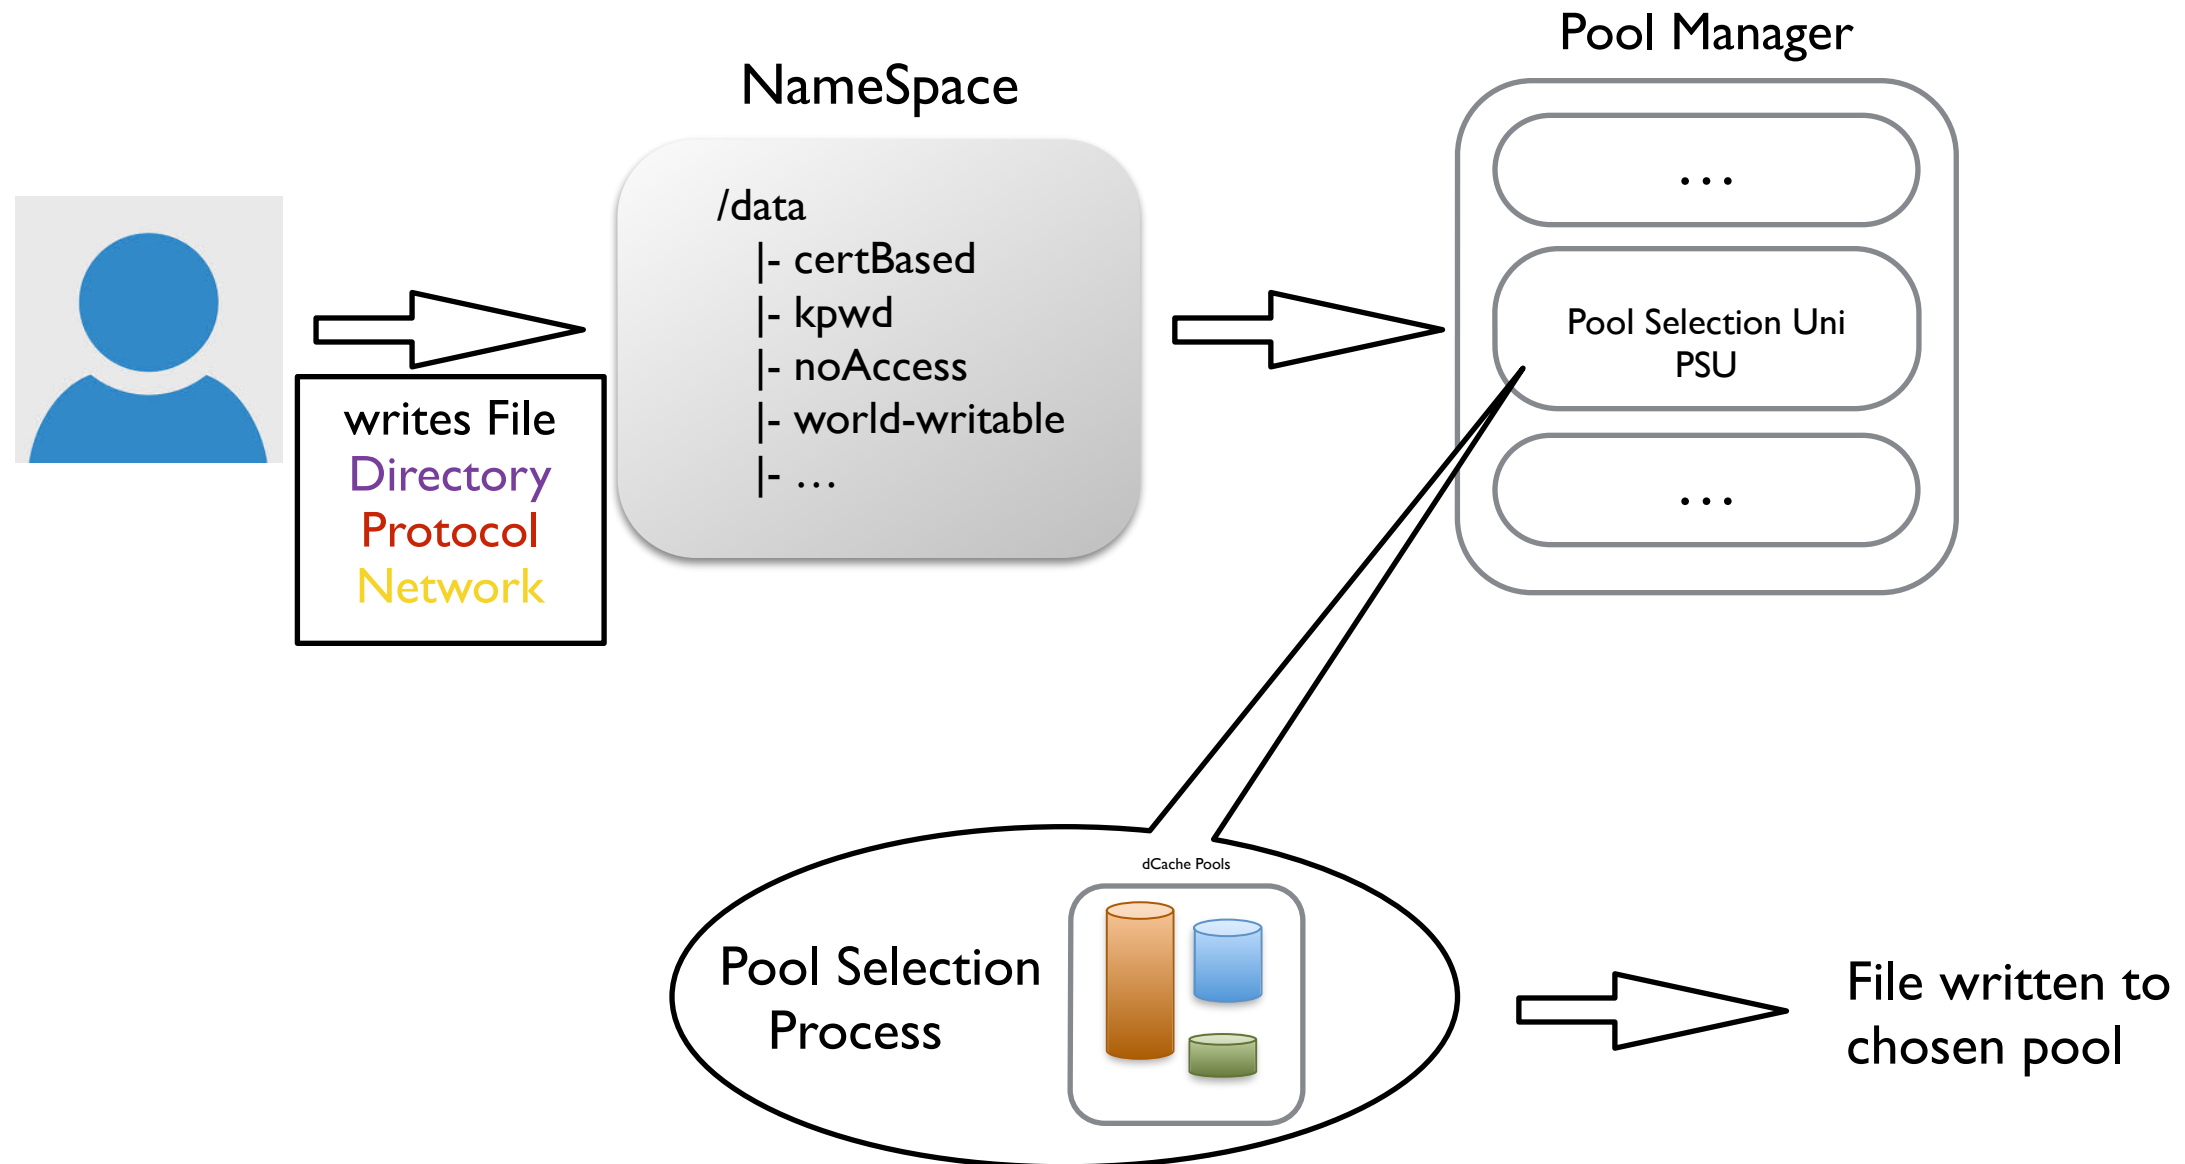 Pool Manager
NameSpace
/data
|- certBased
|- kpwd
|- noAccess
|- world-writable
|- …
writes File
Directory
Protocol
Network
…
Pool Selection Uni
PSU
…
dCache Pools
Pool Selection
Process
File written to
chosen pool